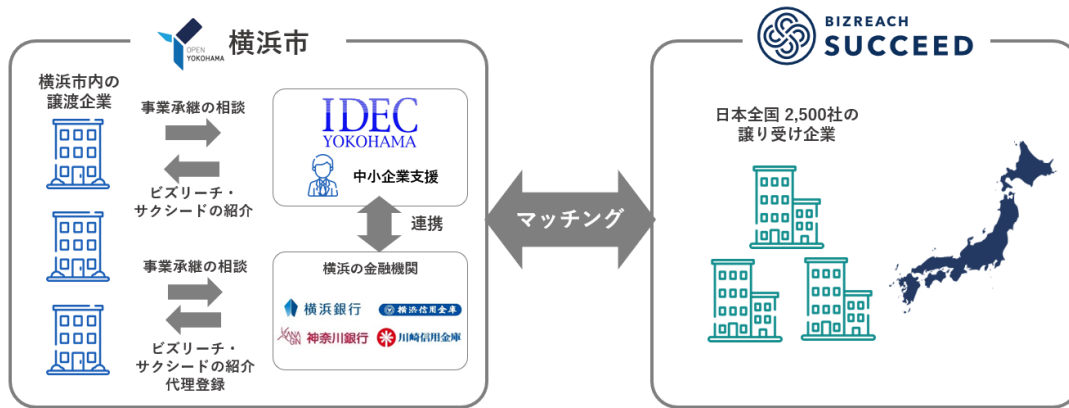 OPEN
YOKOHAMA
横浜市
横浜市内の
譲渡企業
事業承継の相談
ビズリーチ・
サクシードの紹介
IDEC
YOKOHAMA
中小企業支援
連携
事業承継の相談
ビズリーチ・
サクシードの紹介
代理登録
横浜の金融機関
横浜銀行
横浜信用金庫
KANAGIN
神奈川銀行
川崎信用金庫
マッチング
BIZREACH
SUCCEED
日本全国 2,500社の
譲り受け企業